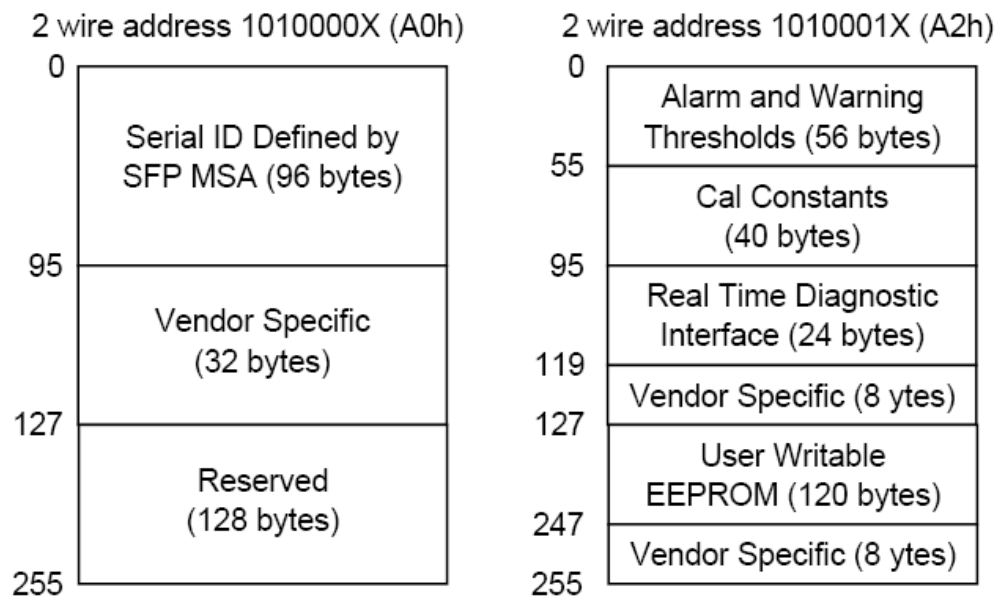 2 wire address 1010000X (A0h)
0
Serial ID Defined by
SFP MSA (96 bytes)
95
Vendor Specific
(32 bytes)
127
Reserved
(128 bytes)
255
2 wire address 1010001X (A2h)
0
Alarm and Warning
Thresholds (56 bytes)
55
Cal Constants
(40 bytes)
95
Real Time Diagnostic
Interface (24 bytes)
119
Vendor Specific (8 ytes)
127
User Writable
EEPROM (120 bytes)
247
Vendor Specific (8 ytes)
255